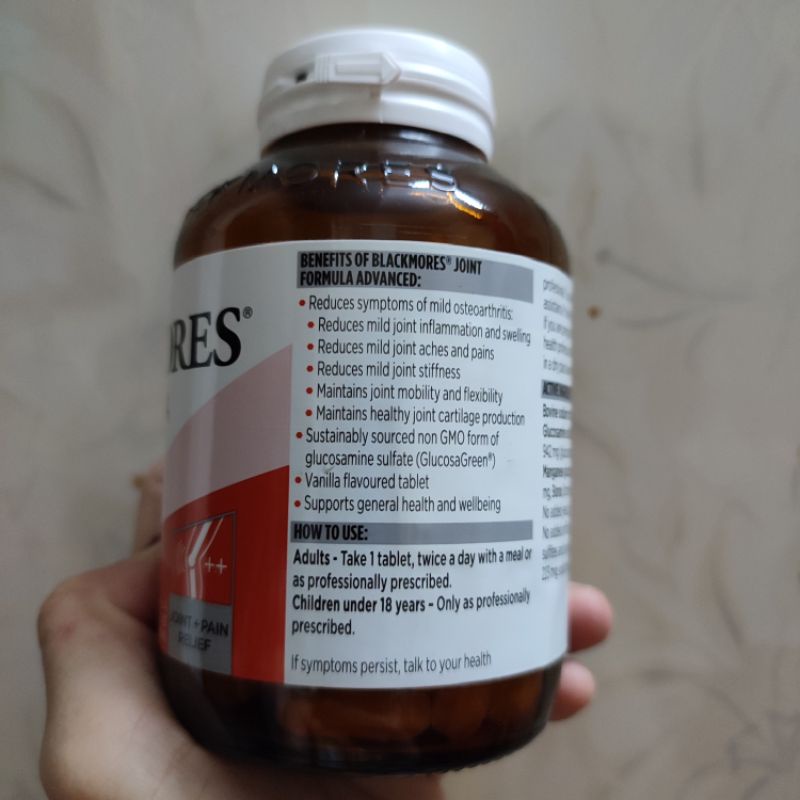 BENEFITS OF BLACKMORES® JOINT
FORMULA ADVANCED:
• Reduces symptoms of mild osteoarthritis:
• Reduces mild joint inflammation and swelling
• Reduces mild joint aches and pains
• Reduces mild joint stiffness
• Maintains joint mobility and flexibility
• Maintains healthy joint cartilage production
• Sustainably sourced non GMO form of
glucosamine sulfate (GlucosaGreen®)
• Vanilla flavoured tablet
• Supports general health and wellbeing
HOW TO USE:
Adults - Take 1 tablet, twice a day with a meal or
as professionally prescribed.
Children under 18 years - Only as professionally
prescribed.
If symptoms persist, talk to your health
ORES®
++
JOINT + PAIN
RELIEF